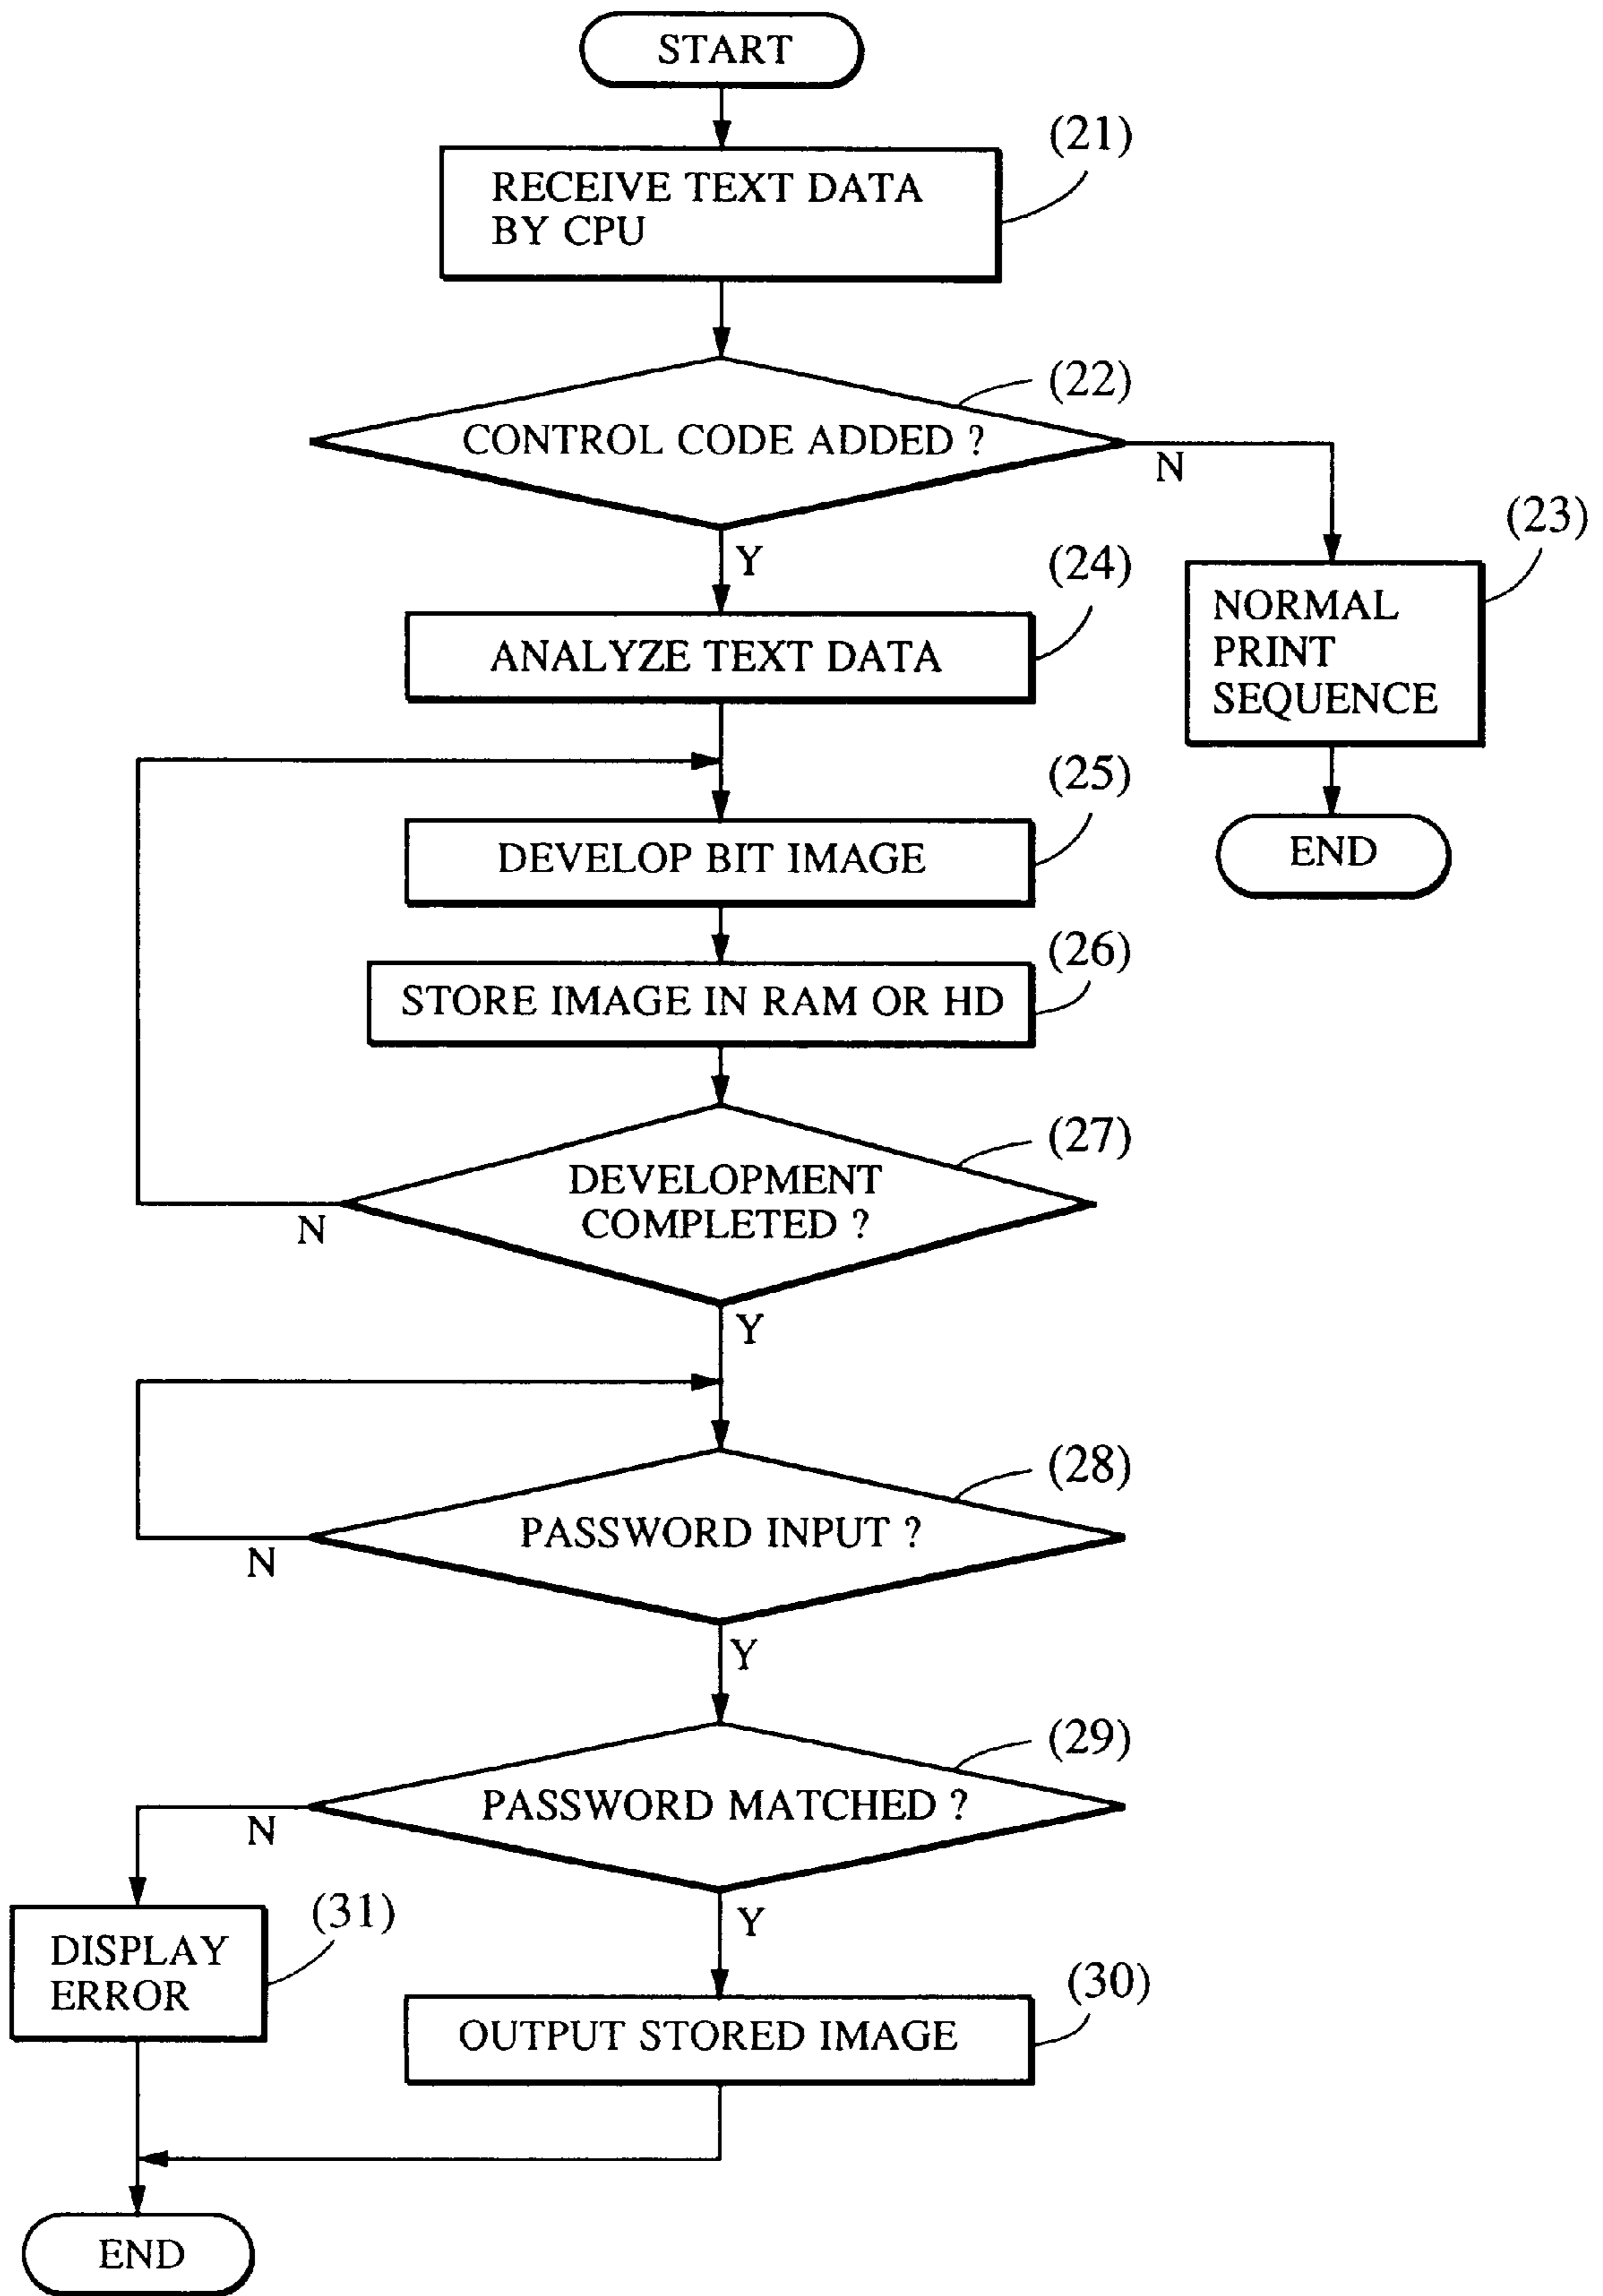 START
(21)
RECEIVE TEXT DATA
BY CPU
(22)
CONTROL CODE ADDED ?
N
Y
(23)
NORMAL
PRINT
SEQUENCE
END
(24)
ANALYZE TEXT DATA
(25)
DEVELOP BIT IMAGE
(26)
STORE IMAGE IN RAM OR HD
(27)
DEVELOPMENT
COMPLETED ?
N
Y
(28)
PASSWORD INPUT ?
N
Y
(29)
PASSWORD MATCHED ?
N
Y
(31)
DISPLAY
ERROR
(30)
OUTPUT STORED IMAGE
END